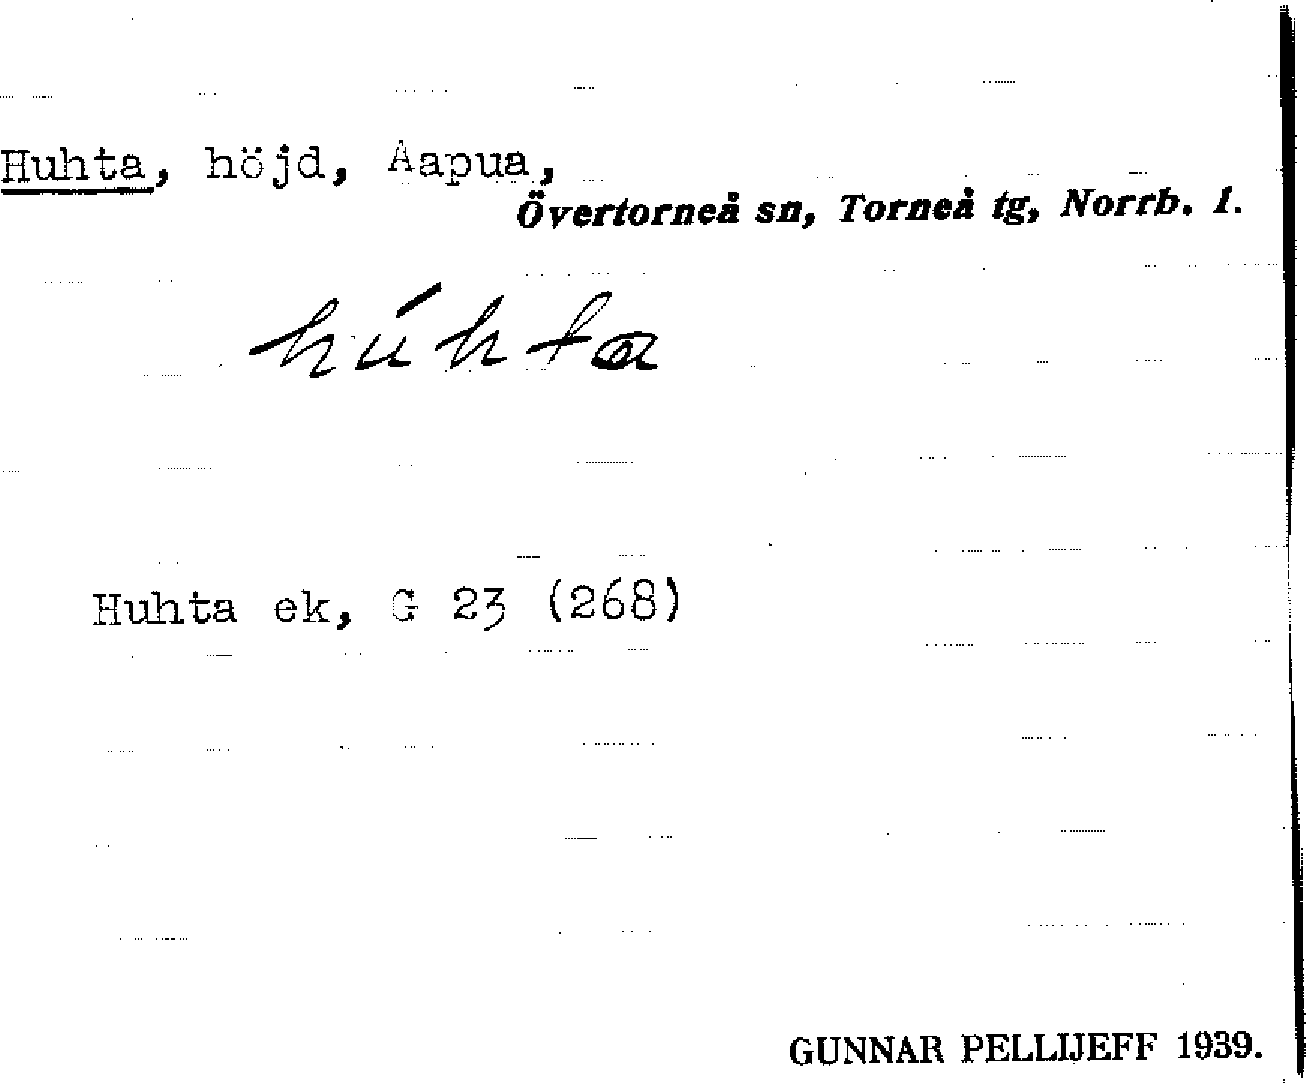 Huhta, höjd, Aapua,
Övertorneå sn, Torneå tg, Norrb. l.
húhta
Huhta ek, G 23 (268)
GUNNAR PELLIJEFF 1939.